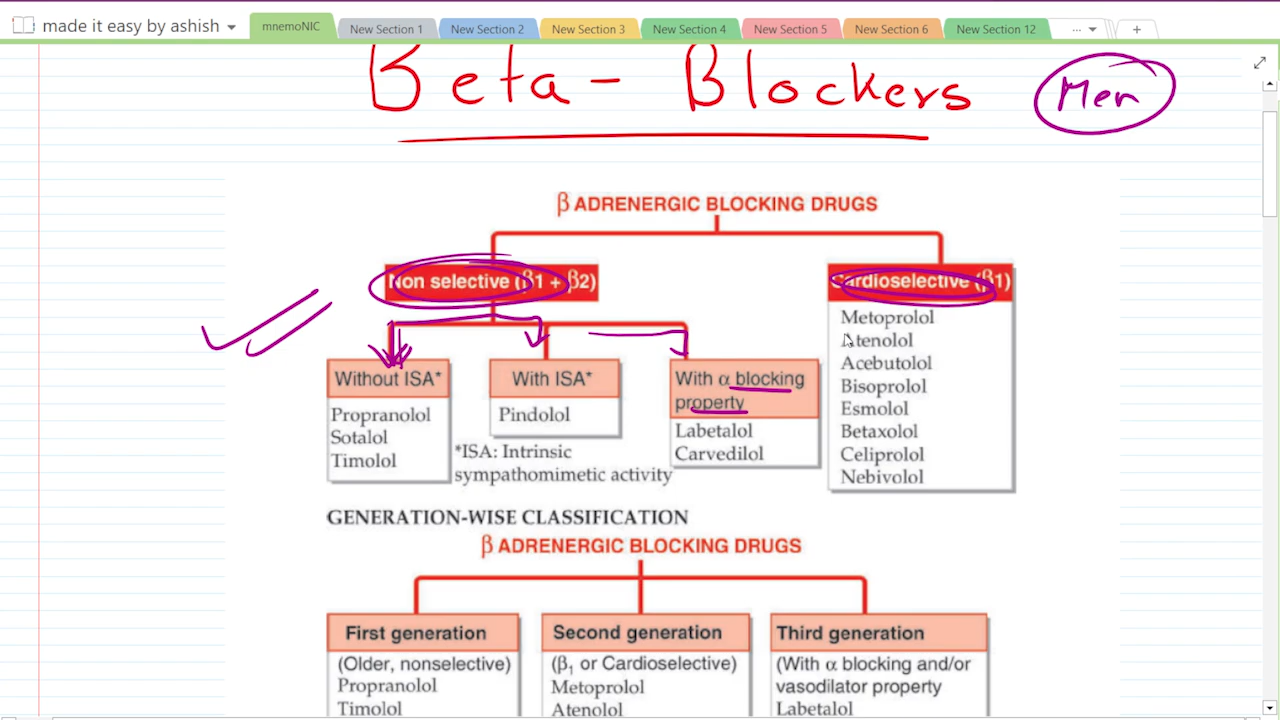 made it easy by ashish
mnemoNIC
New Section 1
New Section 2
New Section 3
New Section 4
New Section 5
New Section 6
New Section 12
...
Beta - Blockers
Men
β ADRENERGIC BLOCKING DRUGS
Non selective (β1 + β2)
Cardioselective (β1)
Without ISA*
Propranolol
Sotalol
Timolol
With ISA*
Pindolol
*ISA: Intrinsic
sympathomimetic activity
With α blocking
property
Labetalol
Carvedilol
Metoprolol
Atenolol
Acebutolol
Bisoprolol
Esmolol
Betaxolol
Celiprolol
Nebivolol
GENERATION-WISE CLASSIFICATION
β ADRENERGIC BLOCKING DRUGS
First generation
(Older, nonselective)
Propranolol
Timolol
Second generation
(β₁ or Cardioselective)
Metoprolol
Atenolol
Third generation
(With α blocking and/or
vasodilator property
Labetalol